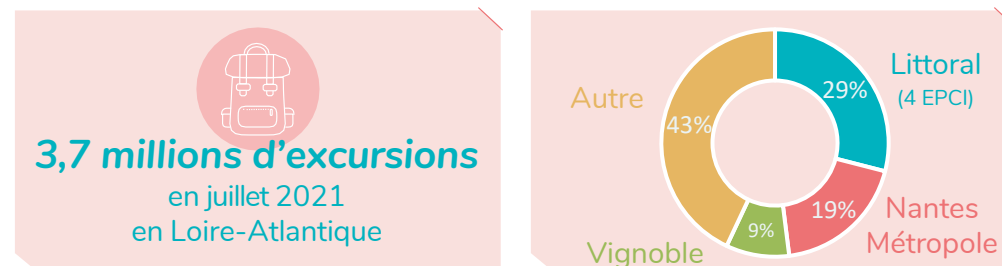 3,7 millions d’excursions
en juillet 2021
en Loire-Atlantique
Littoral
(4 EPCI)
29%
Autre
43%
19%
Nantes
Métropole
9%
Vignoble